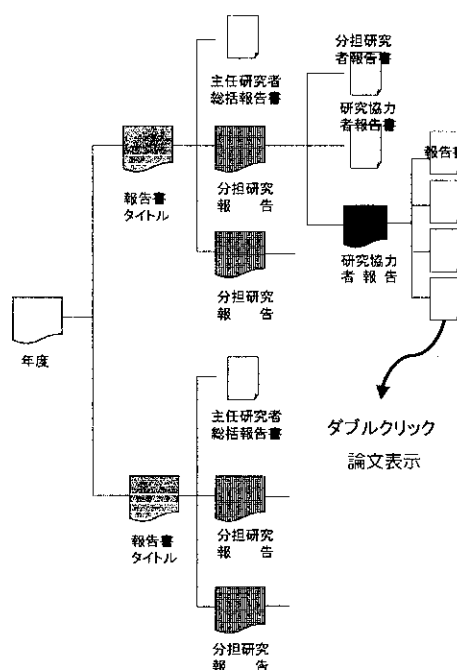 分担研究
者報告書
主任研究者
総括報告書
研究協力
者報告書
報告書
報告書
タイトル
分担研究
報　告
研究協力
者 報 告
分担研究
報　告
年度
主任研究者
総括報告書
ダブルクリック
論文表示
報告書
タイトル
分担研究
報　告
分担研究
報　告